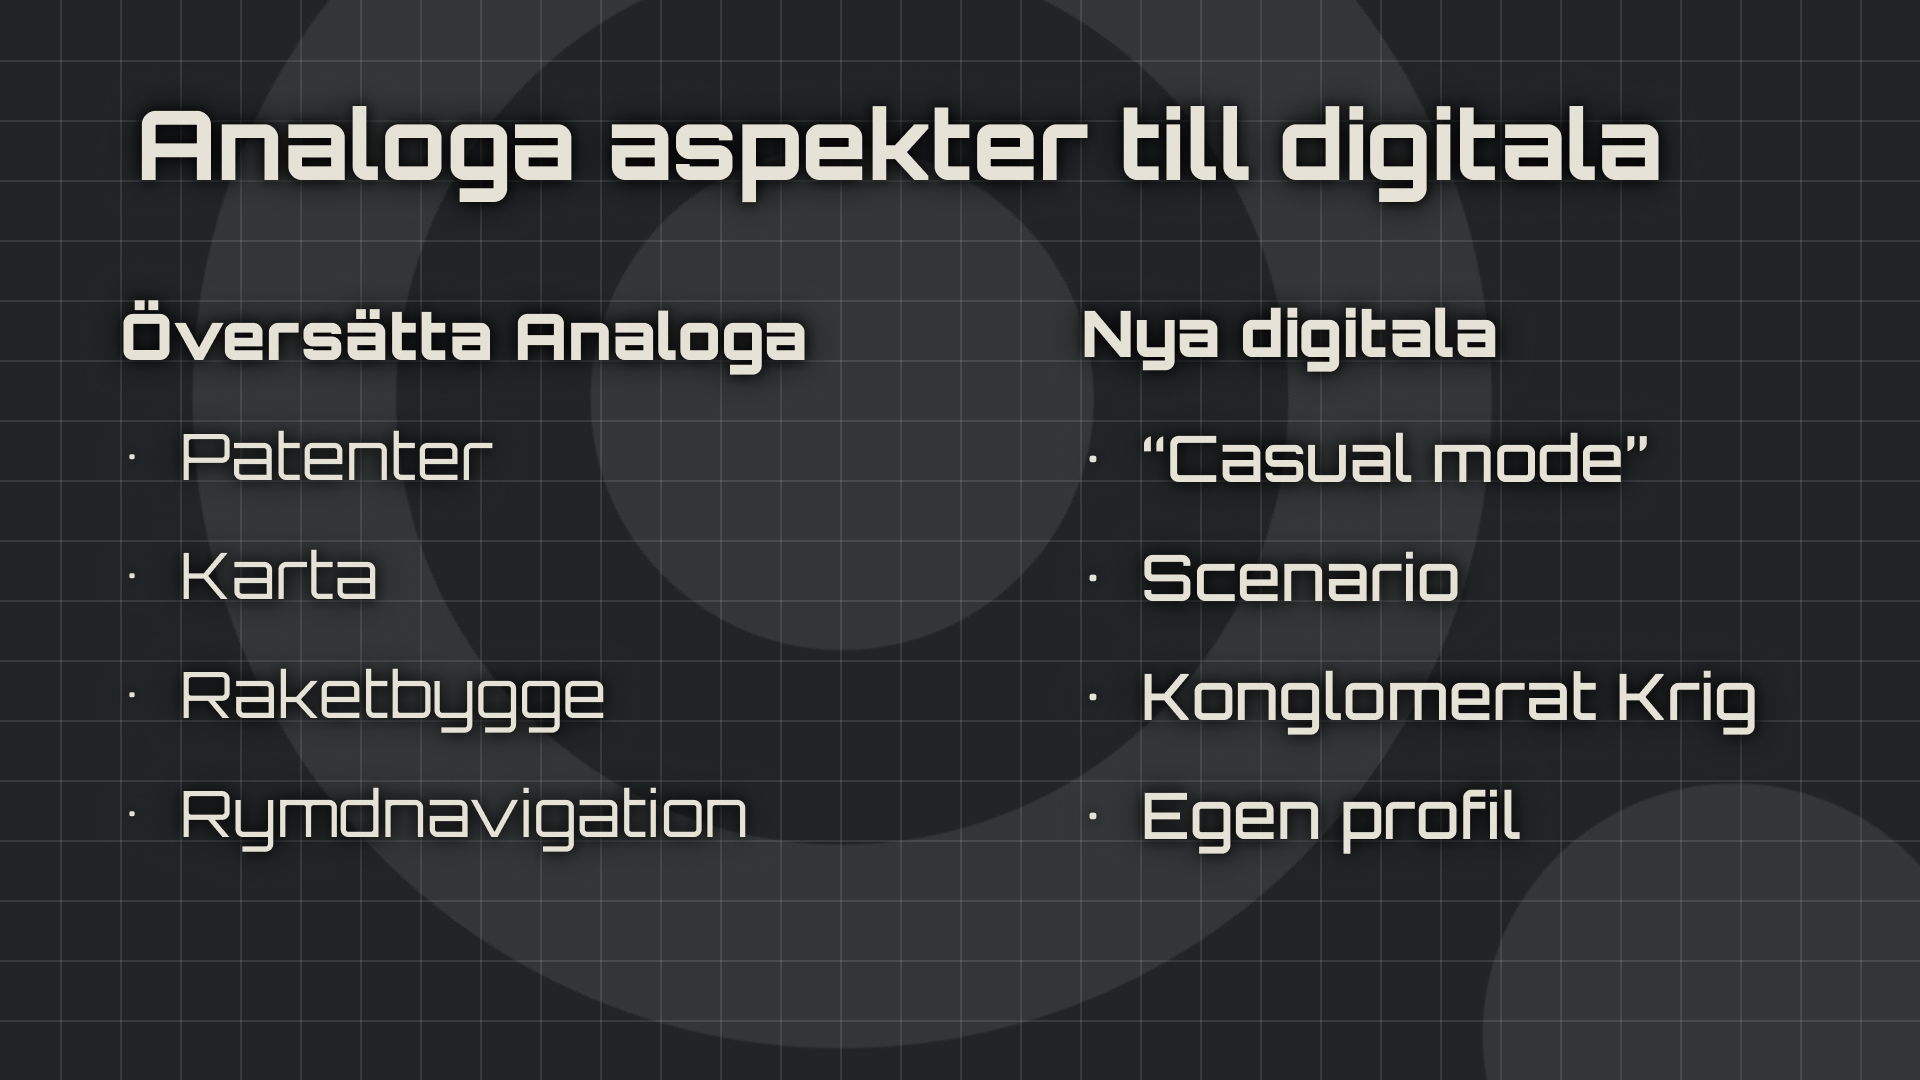 Analoga aspekter till digitala
Översätta Analoga
· Patenter
· Karta
· Raketbygge
· Rymdnavigation
Nya digitala
· “Casual mode”
· Scenario
· Konglomerat Krig
· Egen profil